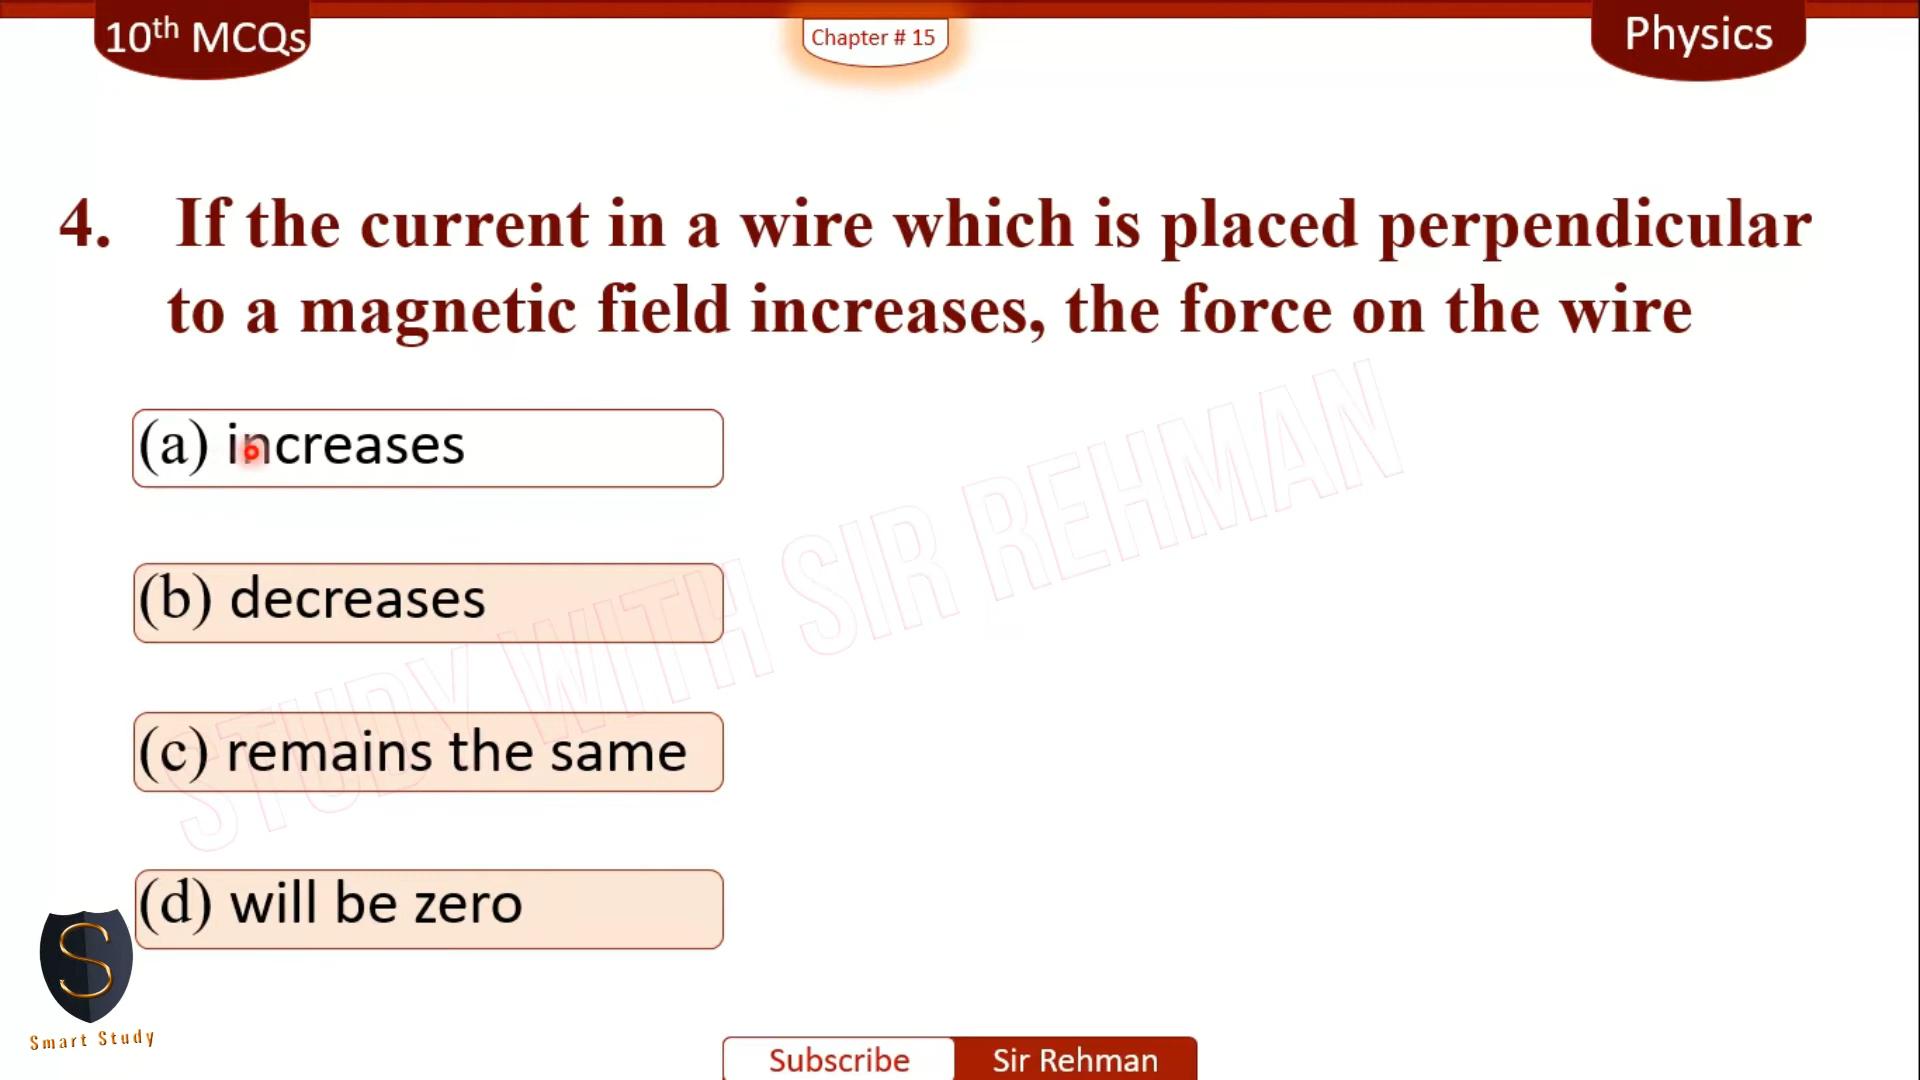 10th MCQs
Chapter # 15
Physics
4. If the current in a wire which is placed perpendicular
to a magnetic field increases, the force on the wire
(a) increases
(b) decreases
(c) remains the same
(d) will be zero
STUDY WITH SIR REHMAN
S
Smart Study
Subscribe Sir Rehman